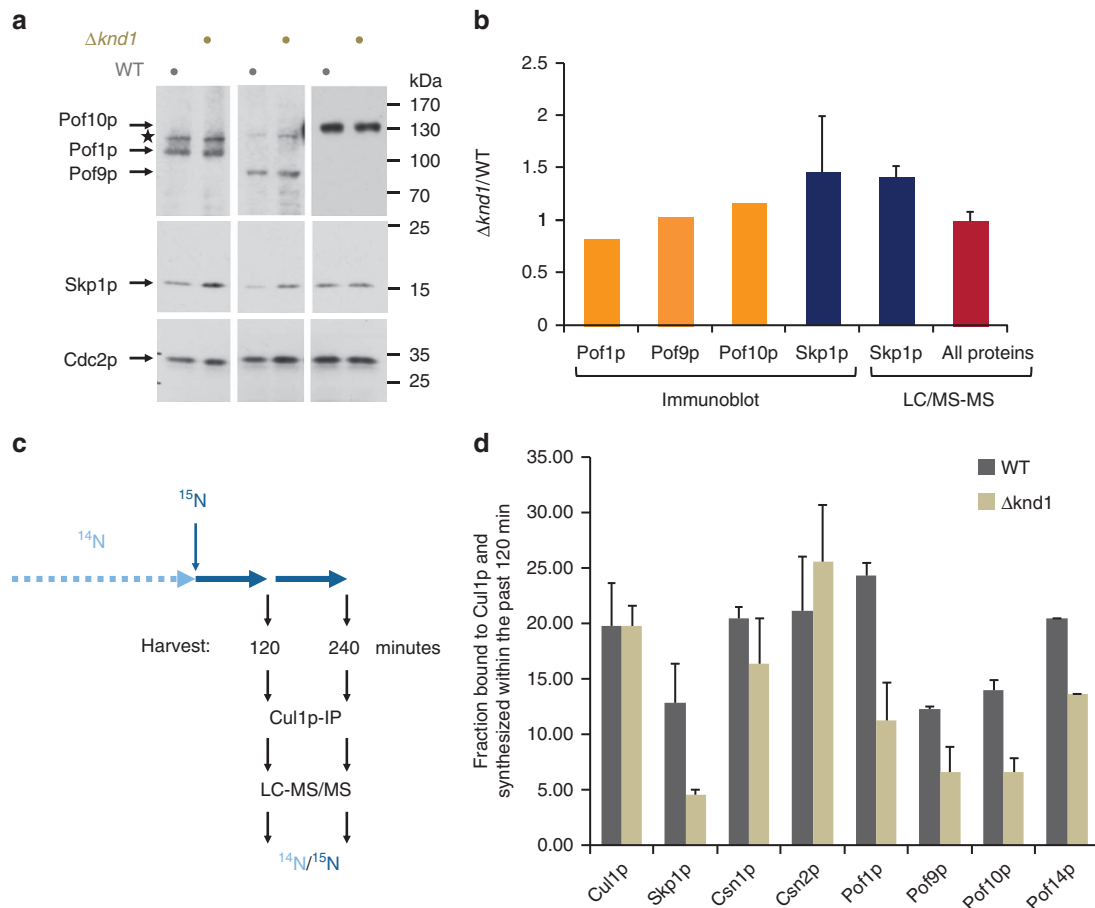 a
Δknd1
WT
kDa
Pof10p
Pof1p
Pof9p
Skp1p
Cdc2p
170
130
100
70
25
15
35
25
b
Δknd1/WT
2.5
2
1.5
1
0.5
0
Pof1p Pof9p Pof10p Skp1p Skp1p All proteins
Immunoblot LC/MS-MS
c
15N
14N
Harvest: 120 240 minutes
Cul1p-IP
LC-MS/MS
14N/15N
d
Fraction bound to Cul1p and
synthesized within the past 120 min
35.00
30.00
25.00
20.00
15.00
10.00
5.00
0.00
WT
Δknd1
Cul1p Skp1p Csn1p Csn2p Pof1p Pof9p Pof10p Pof14p